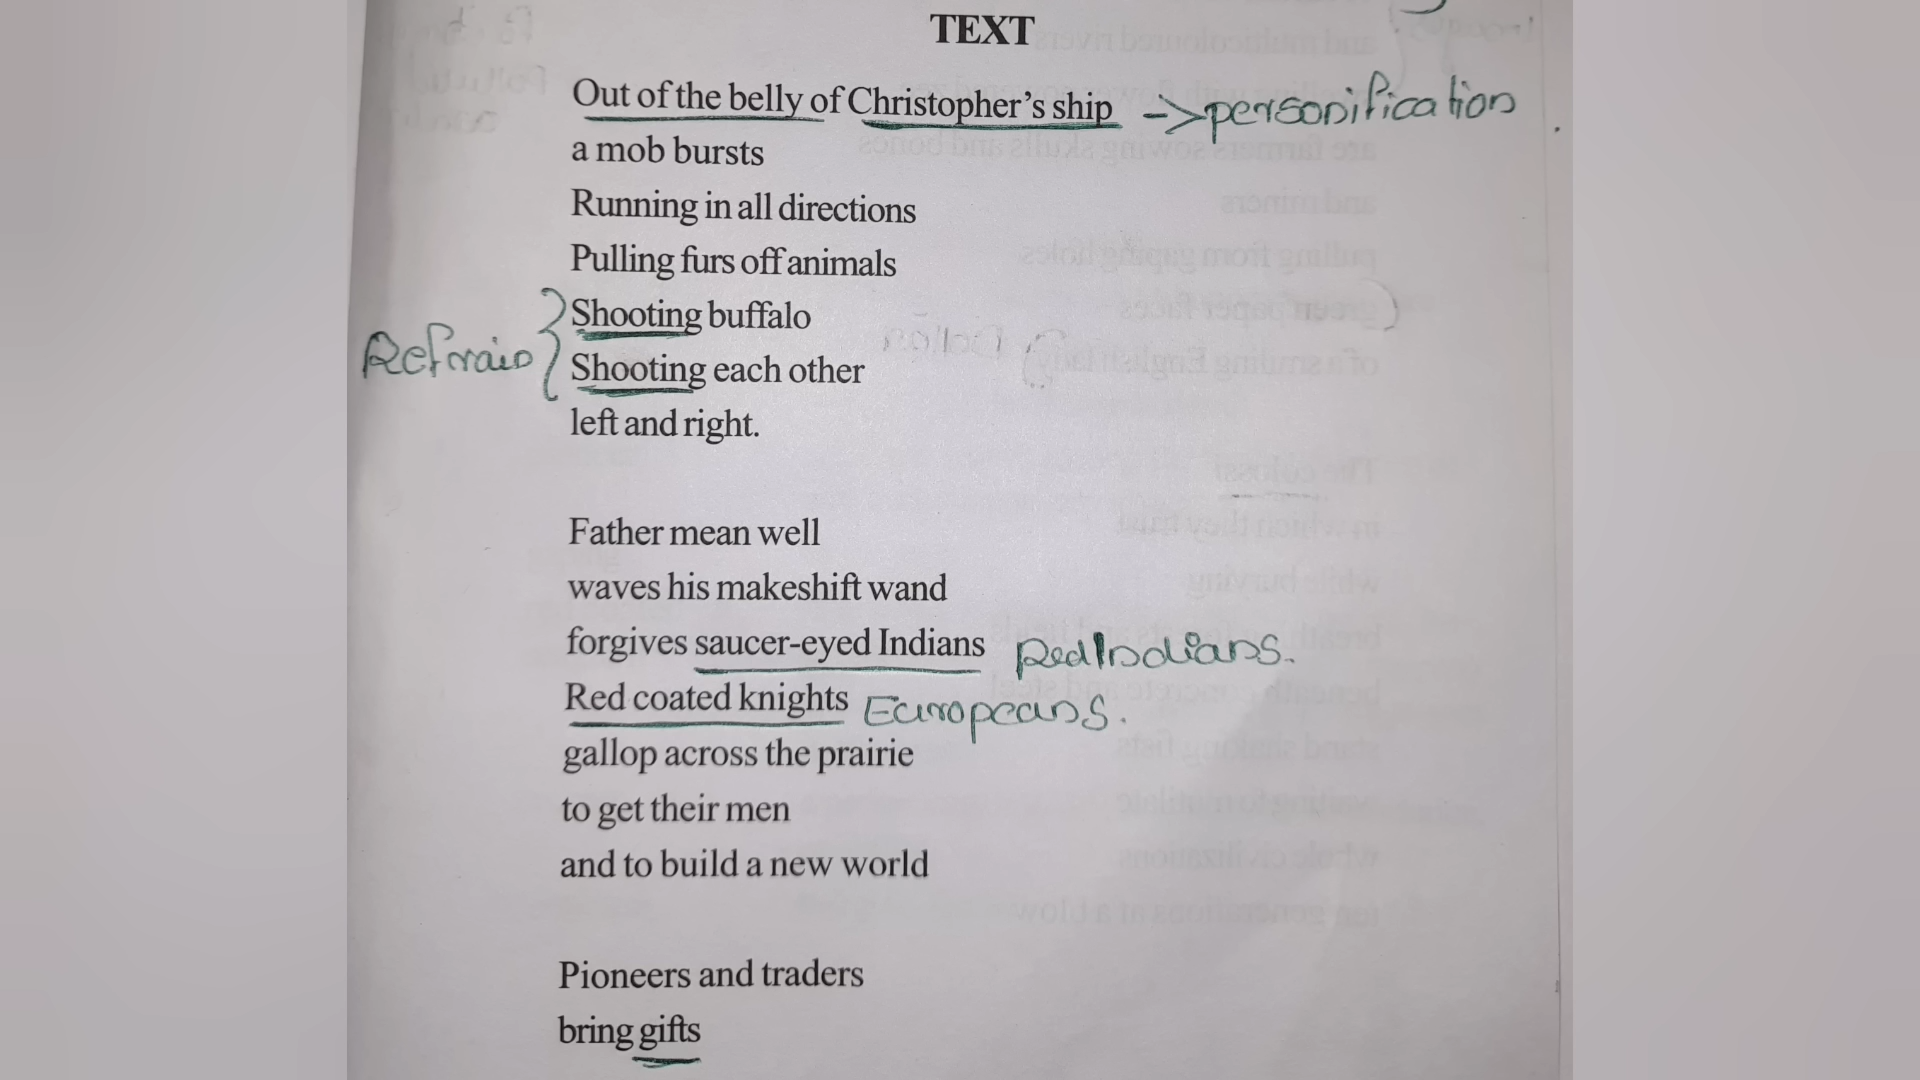 TEXT
Out of the belly of Christopher's ship -> personification.
a mob bursts
Running in all directions
Pulling furs off animals
Shooting buffalo
Refrain
Shooting each other
left and right.
Father mean well
waves his makeshift wand
forgives saucer-eyed Indians Red Indians.
Red coated knights Europeans.
gallop across the prairie
to get their men
and to build a new world
Pioneers and traders
bring gifts